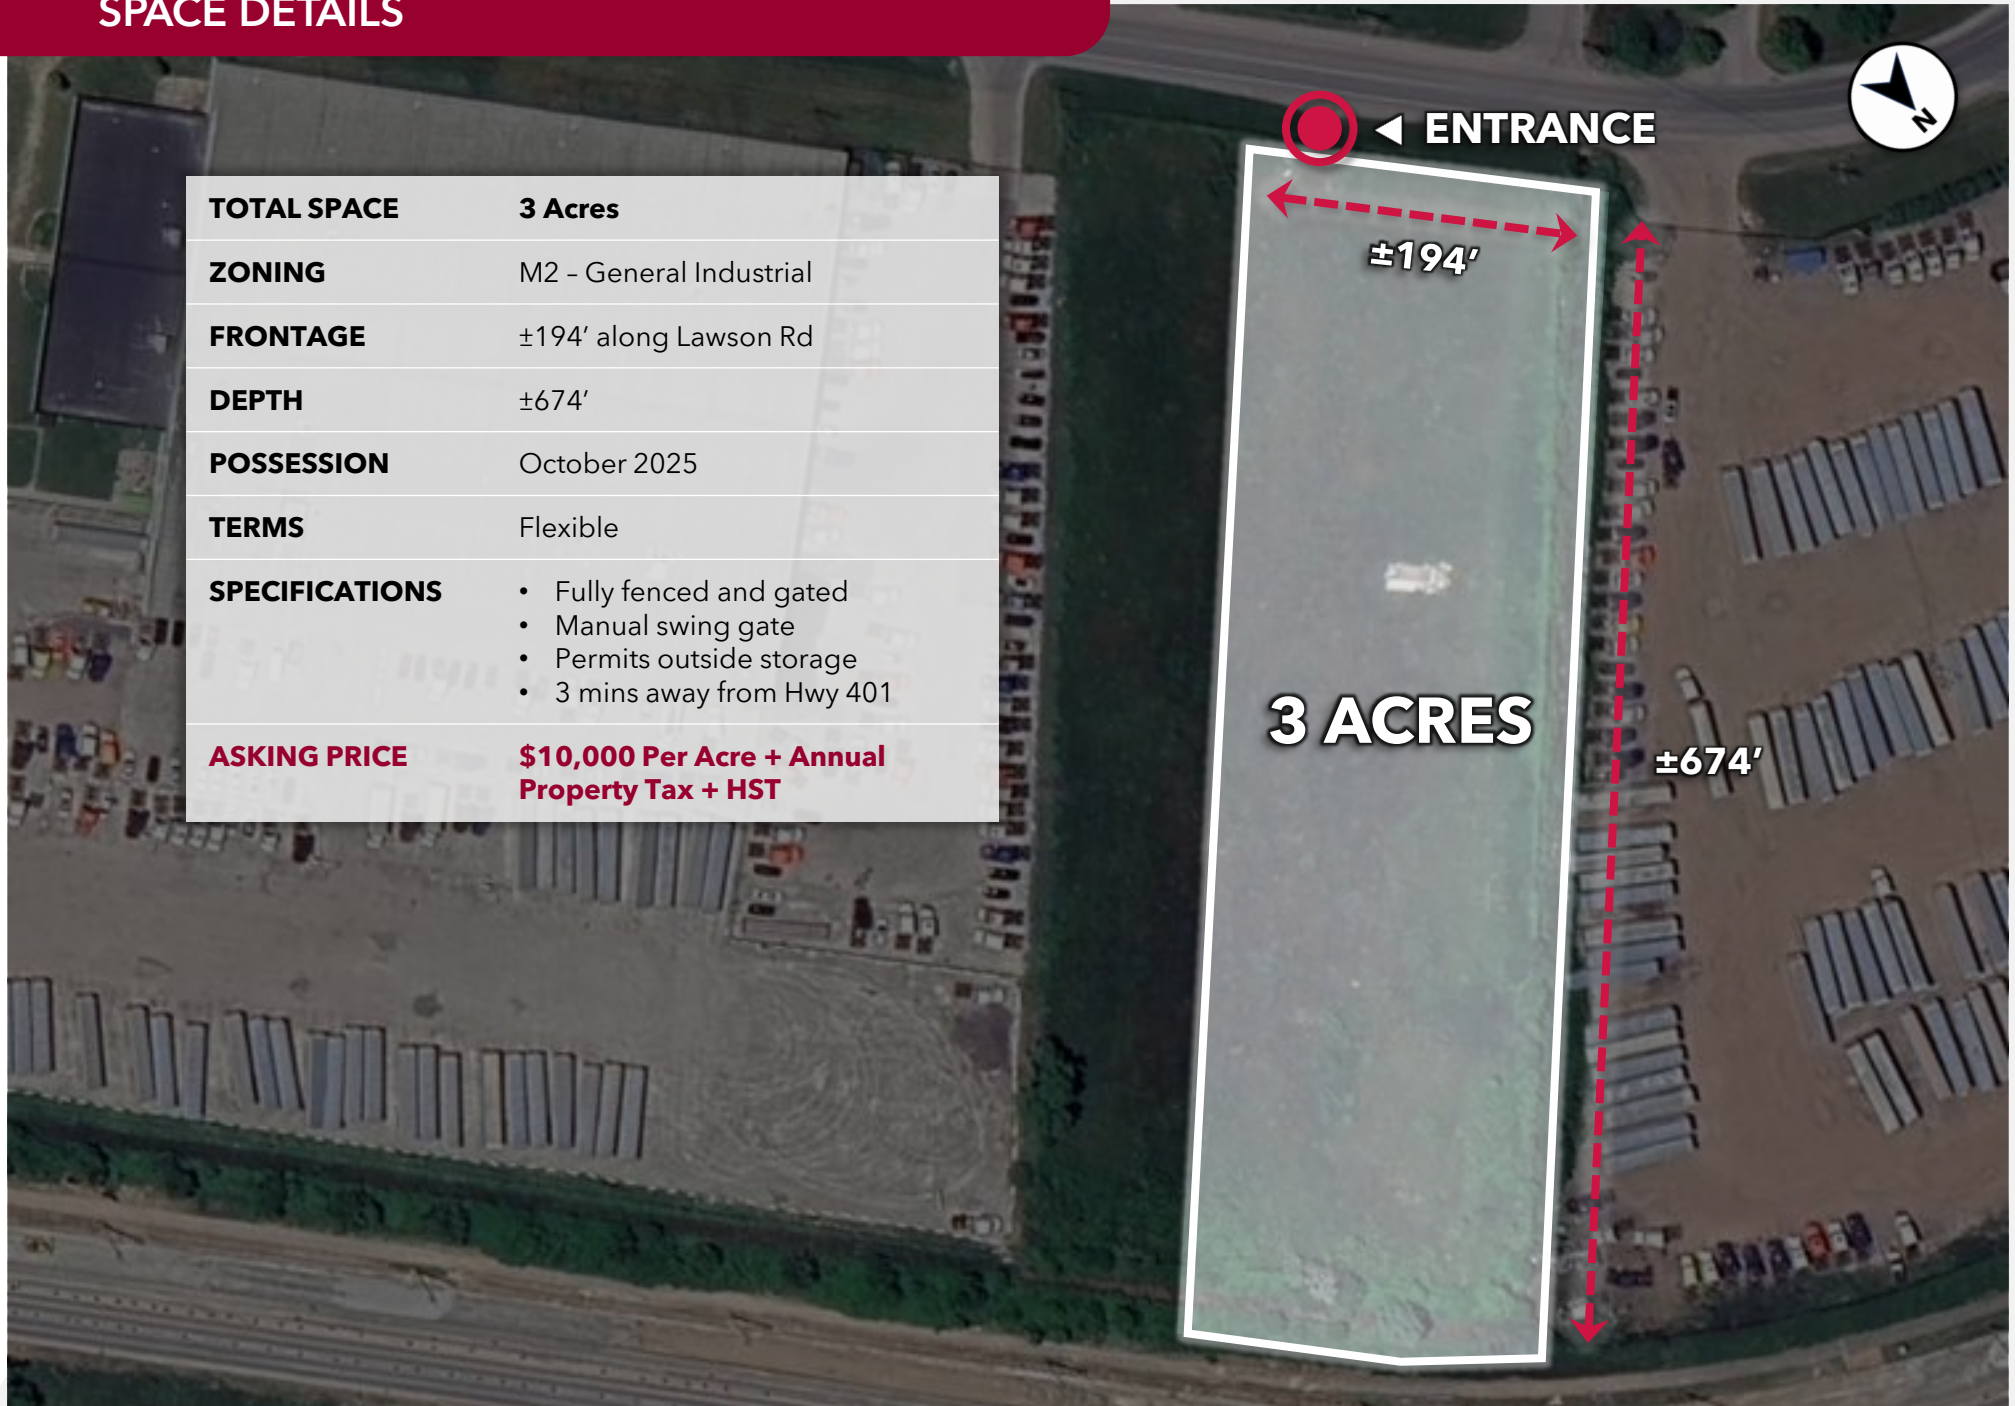 SPACE DETAILS
◄ ENTRANCE
N
±194’
TOTAL SPACE 3 Acres
ZONING M2 – General Industrial
FRONTAGE ±194’ along Lawson Rd
DEPTH ±674’
POSSESSION October 2025
TERMS Flexible
SPECIFICATIONS • Fully fenced and gated
• Manual swing gate
• Permits outside storage
• 3 mins away from Hwy 401
ASKING PRICE $10,000 Per Acre + Annual
Property Tax + HST
3 ACRES
±674’